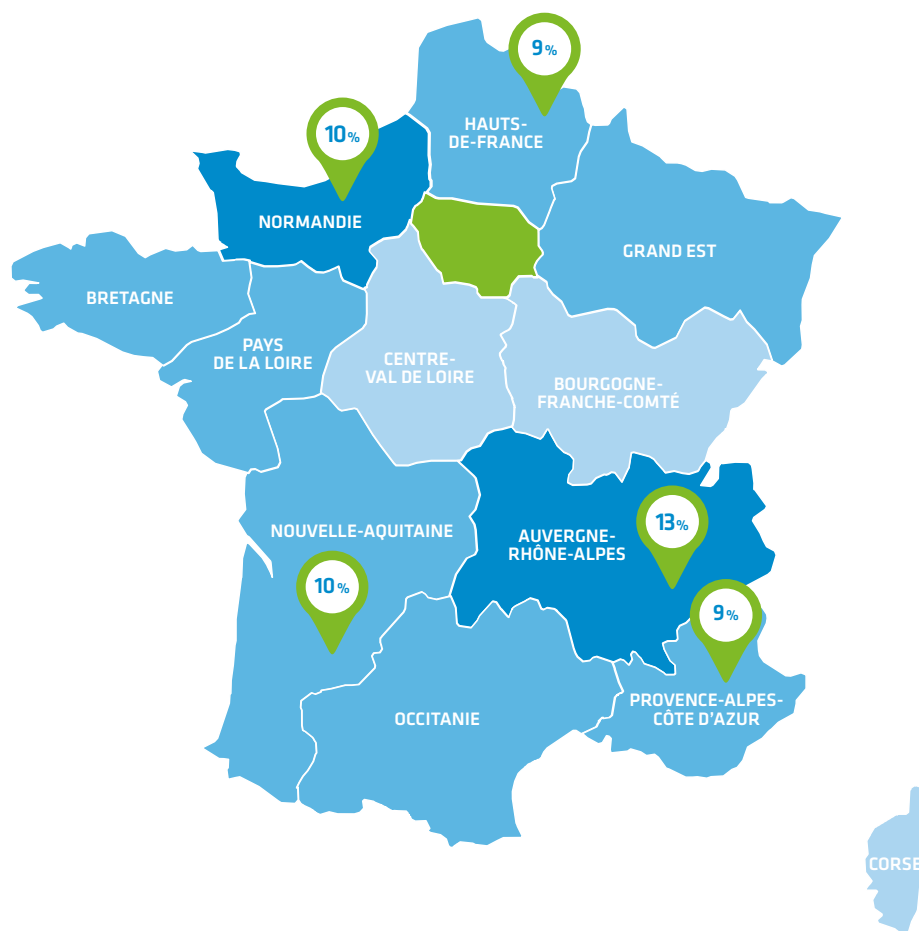 9%
HAUTS-
DE-FRANCE
10%
NORMANDIE
GRAND EST
BRETAGNE
PAYS
DE LA LOIRE
CENTRE-
VAL DE LOIRE
BOURGOGNE-
FRANCHE-COMTÉ
NOUVELLE-AQUITAINE
10%
AUVERGNE-
RHÔNE-ALPES
13%
9%
PROVENCE-ALPES-
CÔTE D'AZUR
OCCITANIE
CORSE